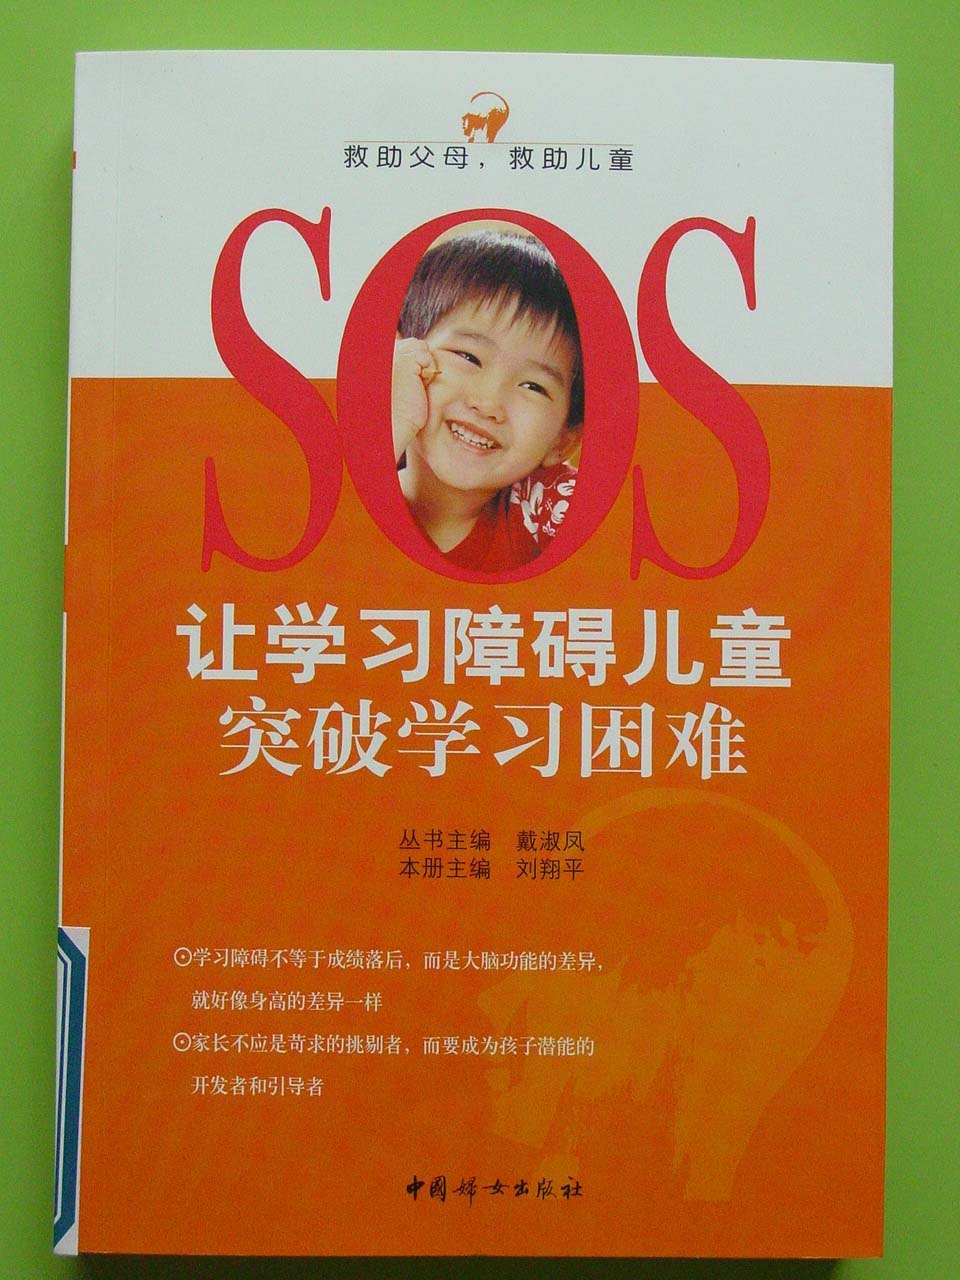 救助父母，救助儿童
SOS
让学习障碍儿童
突破学习困难
丛书主编 戴淑凤
本册主编 刘翔平
⊙学习障碍不等于成绩落后，而是大脑功能的差异，
就好像身高的差异一样
⊙家长不应是苛求的挑剔者，而要成为孩子潜能的
开发者和引导者
中国妇女出版社